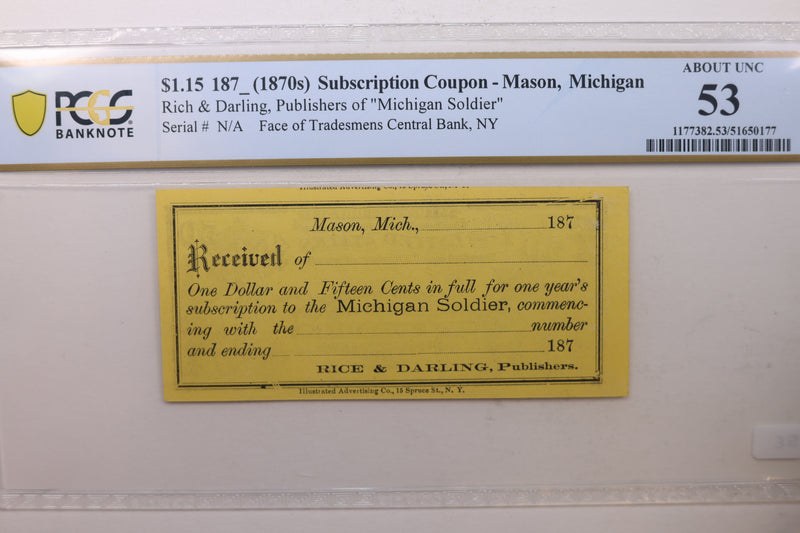 $1.15 187_ (1870s) Subscription Coupon - Mason, Michigan
Rich & Darling, Publishers of "Michigan Soldier"
Serial # N/A Face of Tradesmens Central Bank, NY
PCGS
BANKNOTE
ABOUT UNC
53
1177382.53/51650177
Mason, Mich., 187
Received of
One Dollar and Fifteen Cents in full for one year's
subscription to the Michigan Soldier, commenc-
ing with the number
and ending 187
RICE & DARLING, Publishers.
Illustrated Advertising Co., 15 Spruce St., N. Y.